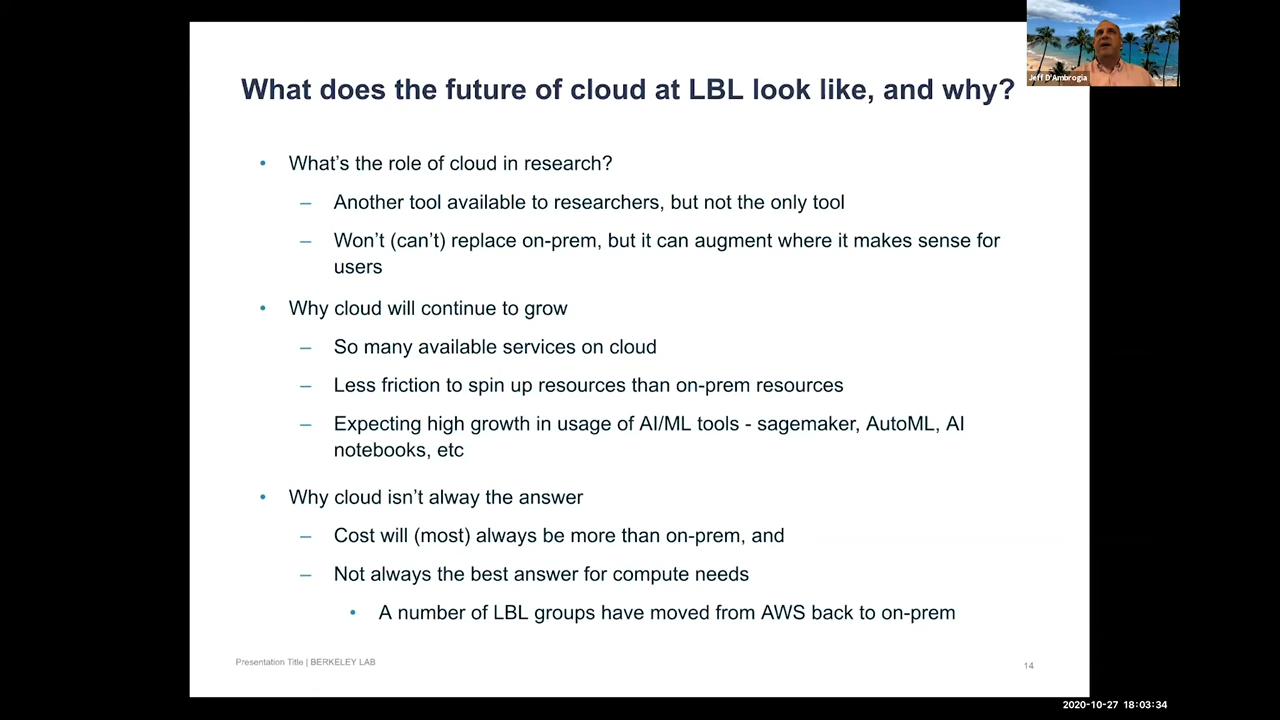 What does the future of cloud at LBL look like, and why?
Jeff D'Ambrogia
• What's the role of cloud in research?
– Another tool available to researchers, but not the only tool
– Won't (can't) replace on-prem, but it can augment where it makes sense for
users
• Why cloud will continue to grow
– So many available services on cloud
– Less friction to spin up resources than on-prem resources
– Expecting high growth in usage of AI/ML tools - sagemaker, AutoML, AI
notebooks, etc
• Why cloud isn't alway the answer
– Cost will (most) always be more than on-prem, and
– Not always the best answer for compute needs
• A number of LBL groups have moved from AWS back to on-prem
Presentation Title | BERKELEY LAB
14
2020-10-27 18:03:34